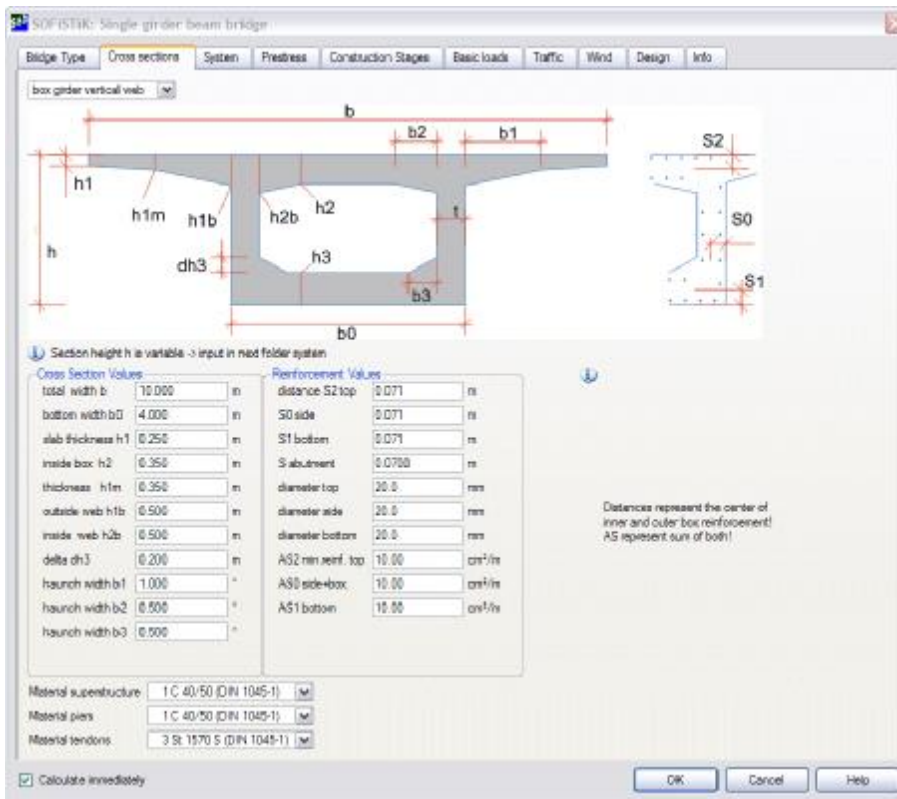 SOFiSTiK: Single girder beam bridge
Bridge Type Cross sections System Prestress Construction Stages Basic loads Traffic Wind Design Info
box girder vertical web
b
b2 b1 S2
h1
h1m h1b h2b h2 t S0
h
dh3 h3 b3 S1
b0
Section height h is variable -> input in next folder system
Cross Section Values Reinforcement Values
total width b 10.000 m distance S2 top 0.071 m
bottom width b0 4.000 m S0 side 0.071 m
slab thickness h1 0.250 m S1 bottom 0.071 m
inside box h2 0.350 m S abutment 0.0700 m
thickness h1m 0.350 m diameter top 20.0 mm
outside web h1b 0.500 m diameter side 20.0 mm
inside web h2b 0.500 m diameter bottom 20.0 mm
delta dh3 0.200 m AS2 min.reinf. top 10.00 cm²/m
haunch width b-1 1.000 ° AS0 side+box 10.00 cm²/m
haunch width b-2 0.500 ° AS1 bottom 10.00 cm²/m
haunch width b-3 0.500 °
Distances represent the center of
inner and outer box reinforcement!
AS represent sum of both!
Material superstructure 1 C 40/50 (DIN 1045-1)
Material piers 1 C 40/50 (DIN 1045-1)
Material tendons 3 St 1570 S (DIN 1045-1)
Calculate immediately OK Cancel Help